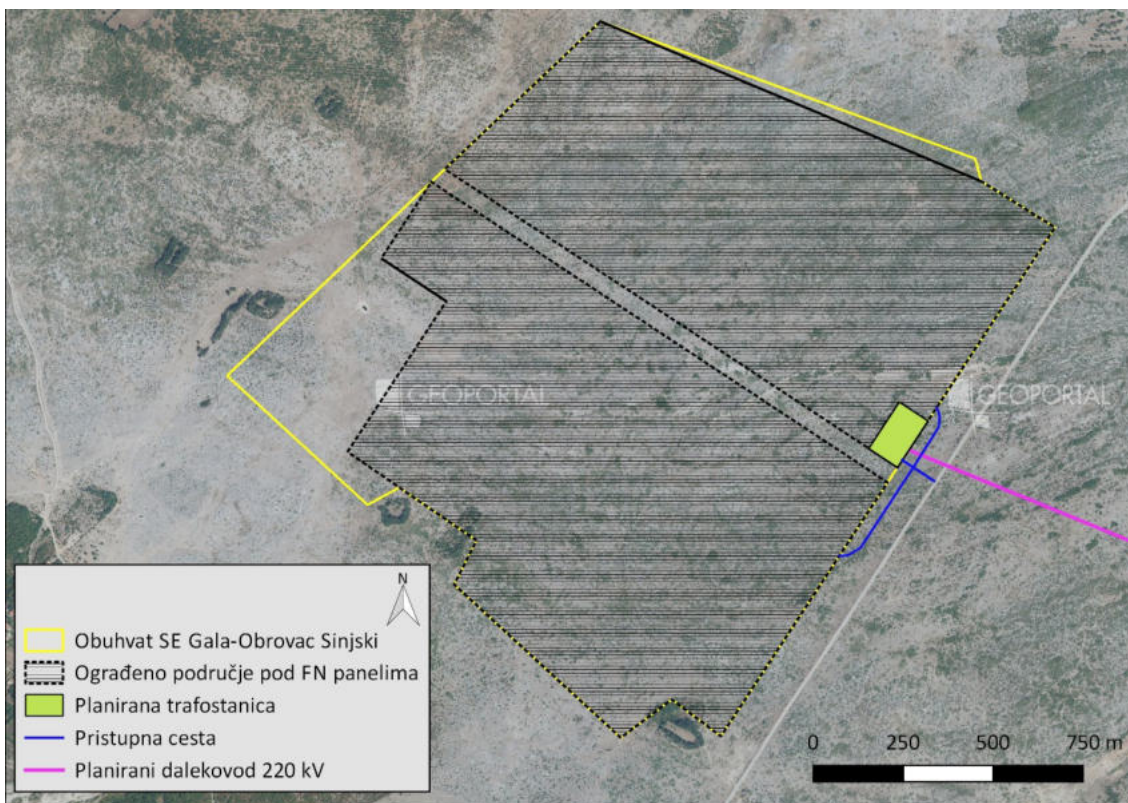 GEOPORTAL GEOPORTAL
N
Obuhvat SE Gala-Obrovac Sinjski
Ograđeno područje pod FN panelima
Planirana trafostanica
Pristupna cesta
Planirani dalekovod 220 kV
0 250 500 750 m